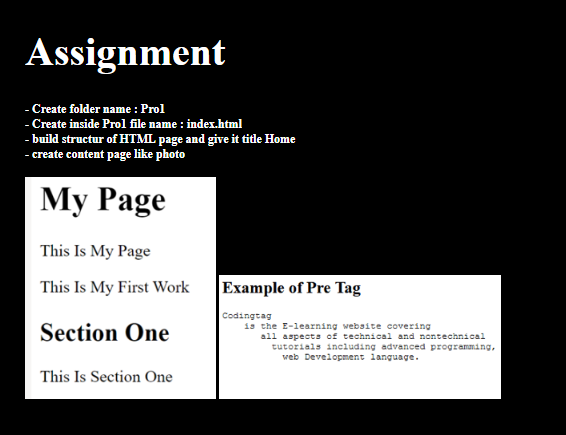 Assignment
- Create folder name : Pro1
- Create inside Pro1 file name : index.html
- build structur of HTML page and give it title Home
- create content page like photo
My Page
This Is My Page
This Is My First Work
Section One
This Is Section One
Example of Pre Tag
Codingtag
    is the E-learning website covering
       all aspects of technical and nontechnical
         tutorials including advanced programming,
           web Development language.